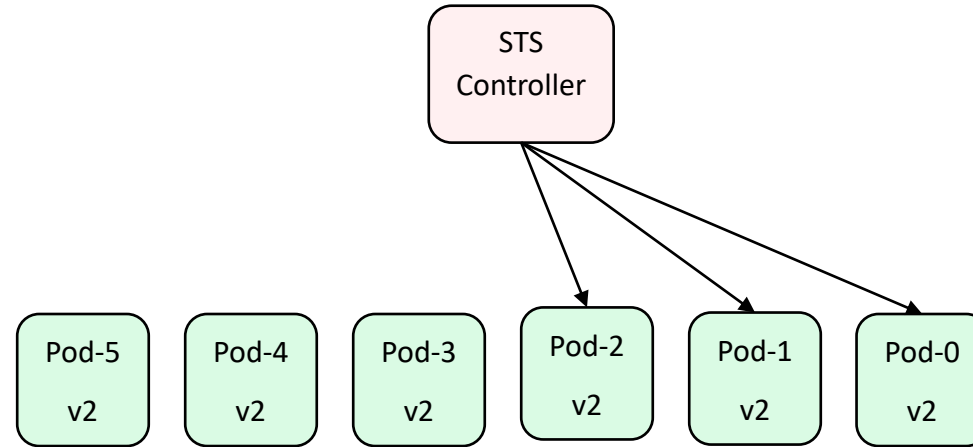 STS
Controller
Pod-5
v2
Pod-4
v2
Pod-3
v2
Pod-2
v2
Pod-1
v2
Pod-0
v2